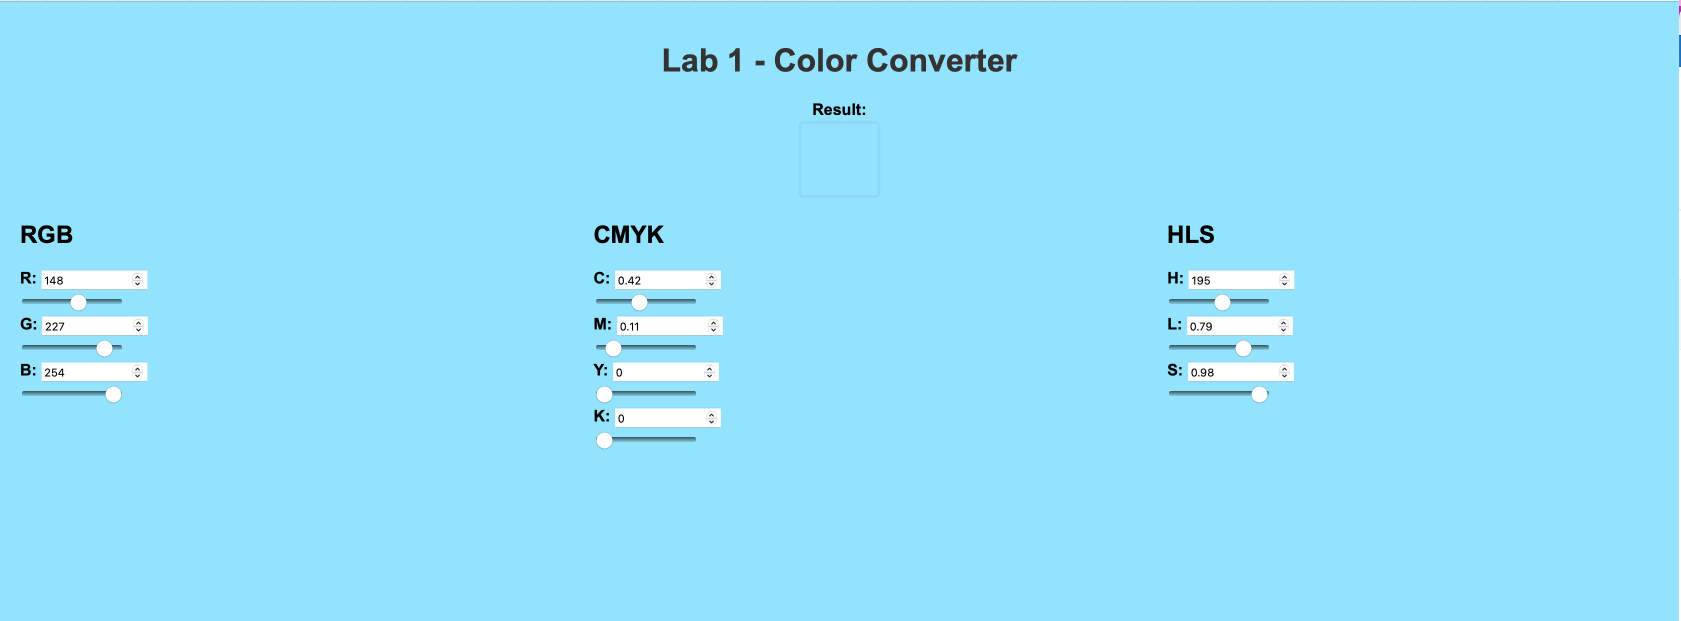 Lab 1 - Color Converter
Result:
RGB
R: 148
G: 227
B: 254
CMYK
C: 0.42
M: 0.11
Y: 0
K: 0
HLS
H: 195
L: 0.79
S: 0.98